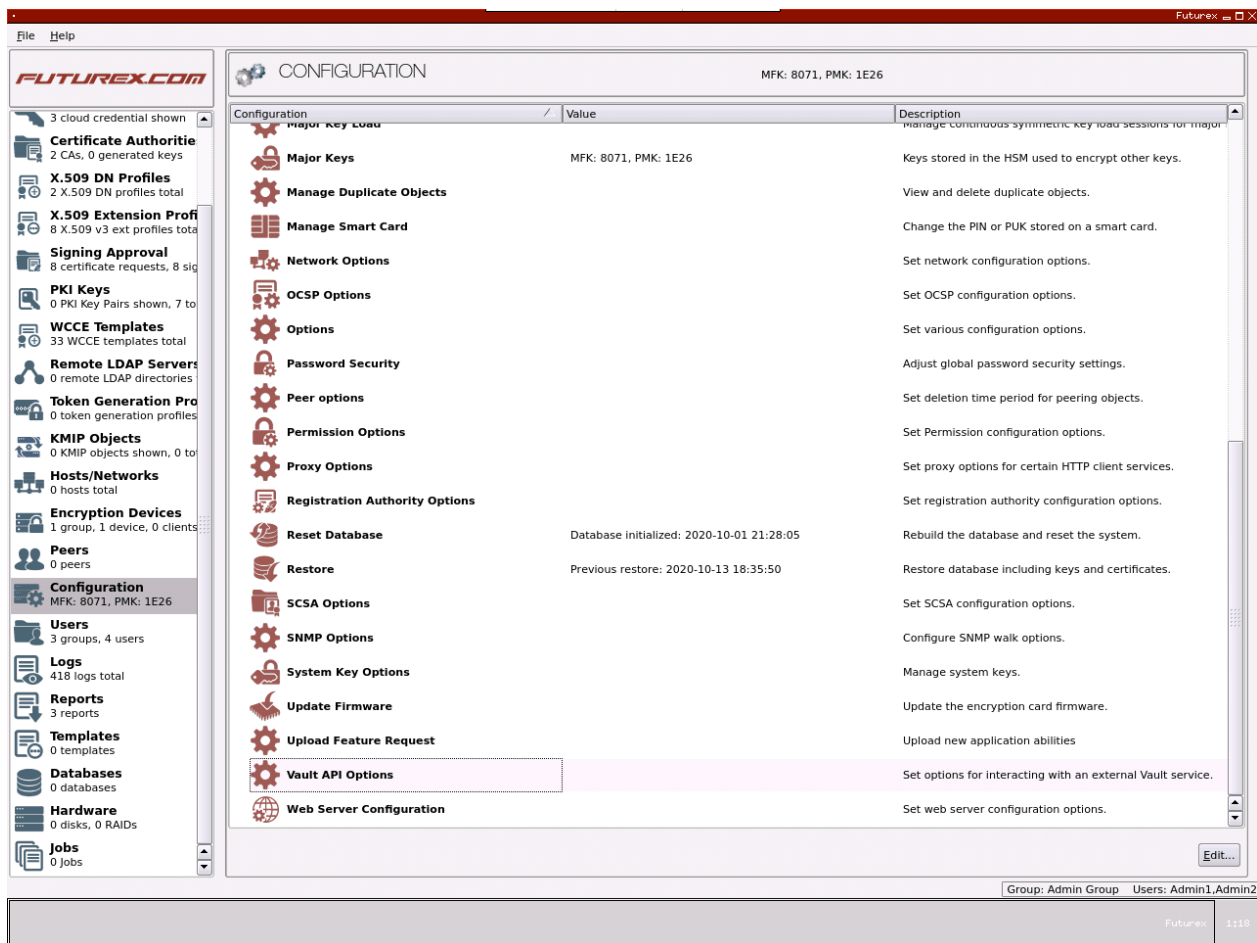 Futurex
File Help
FUTUREX.COM
CONFIGURATION
MFK: 8071, PMK: 1E26
3 cloud credential shown
Certificate Authoritie
2 CAs, 0 generated keys
X.509 DN Profiles
2 X.509 DN profiles total
X.509 Extension Profi
8 X.509 v3 ext profiles tota
Signing Approval
8 certificate requests, 8 sig
PKI Keys
0 PKI Key Pairs shown, 7 to
WCCE Templates
33 WCCE templates total
Remote LDAP Servers
0 remote LDAP directories
Token Generation Pro
0 token generation profiles
KMIP Objects
0 KMIP objects shown, 0 to
Hosts/Networks
0 hosts total
Encryption Devices
1 group, 1 device, 0 clients
Peers
0 peers
Configuration
MFK: 8071, PMK: 1E26
Users
3 groups, 4 users
Logs
418 logs total
Reports
3 reports
Templates
0 templates
Databases
0 databases
Hardware
0 disks, 0 RAIDs
Jobs
0 Jobs
Configuration Value Description
Major Key Load Manage continuous symmetric key load sessions for major
Major Keys MFK: 8071, PMK: 1E26 Keys stored in the HSM used to encrypt other keys.
Manage Duplicate Objects View and delete duplicate objects.
Manage Smart Card Change the PIN or PUK stored on a smart card.
Network Options Set network configuration options.
OCSP Options Set OCSP configuration options.
Options Set various configuration options.
Password Security Adjust global password security settings.
Peer options Set deletion time period for peering objects.
Permission Options Set Permission configuration options.
Proxy Options Set proxy options for certain HTTP client services.
Registration Authority Options Set registration authority configuration options.
Reset Database Database initialized: 2020-10-01 21:28:05 Rebuild the database and reset the system.
Restore Previous restore: 2020-10-13 18:35:50 Restore database including keys and certificates.
SCSA Options Set SCSA configuration options.
SNMP Options Configure SNMP walk options.
System Key Options Manage system keys.
Update Firmware Update the encryption card firmware.
Upload Feature Request Upload new application abilities
Vault API Options Set options for interacting with an external Vault service.
Web Server Configuration Set web server configuration options.
Edit...
Group: Admin Group Users: Admin1,Admin2
Futurex 1:18